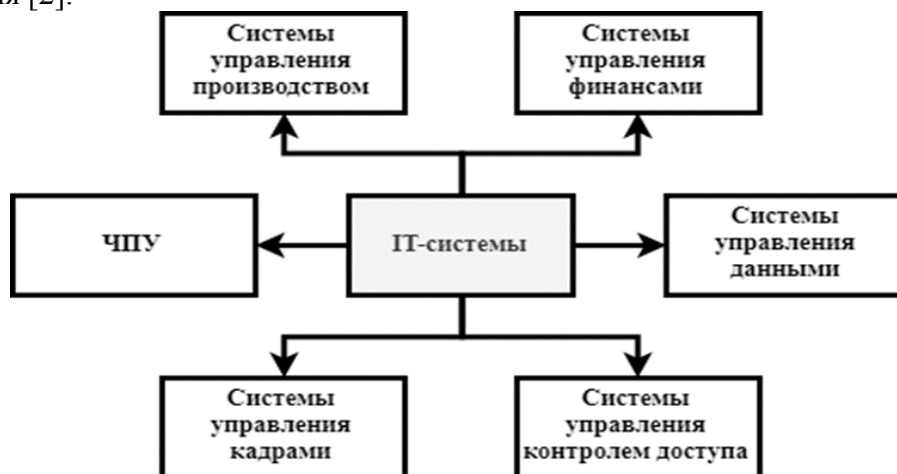 я [2].
Системы
управления
производством
Системы
управления
финансами
ЧПУ
IT-системы
Системы
управления
данными
Системы
управления
кадрами
Системы
управления
контролем доступа